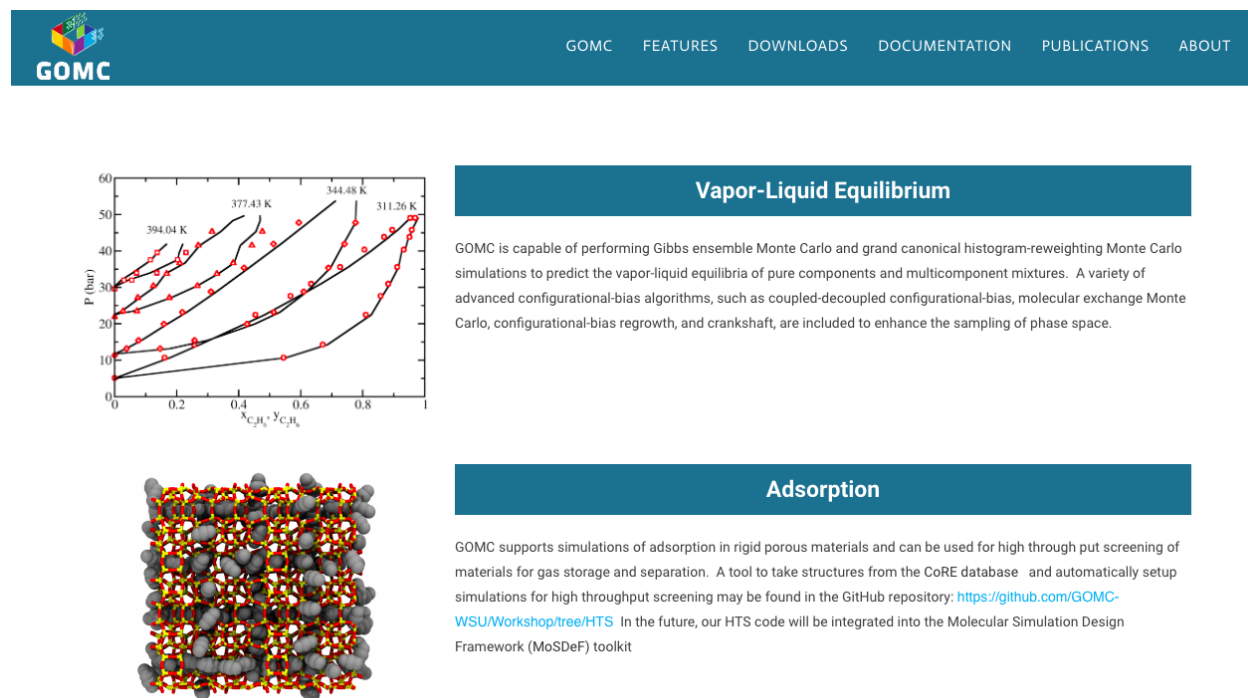 GOMC
GOMC FEATURES DOWNLOADS DOCUMENTATION PUBLICATIONS ABOUT
Vapor-Liquid Equilibrium
GOMC is capable of performing Gibbs ensemble Monte Carlo and grand canonical histogram-reweighting Monte Carlo
simulations to predict the vapor-liquid equilibria of pure components and multicomponent mixtures.  A variety of
advanced configurational-bias algorithms, such as coupled-decoupled configurational-bias, molecular exchange Monte
Carlo, configurational-bias regrowth, and crankshaft, are included to enhance the sampling of phase space.
60
50
40
30
20
10
0
P (bar)
394.04 K
377.43 K
344.48 K
311.26 K
0 0.2 0.4 0.6 0.8 1
x C2H6, y C2H6
Adsorption
GOMC supports simulations of adsorption in rigid porous materials and can be used for high through put screening of
materials for gas storage and separation.  A tool to take structures from the CoRE database  and automatically setup
simulations for high throughput screening may be found in the GitHub repository: https://github.com/GOMC-
WSU/Workshop/tree/HTS  In the future, our HTS code will be integrated into the Molecular Simulation Design
Framework (MoSDeF) toolkit